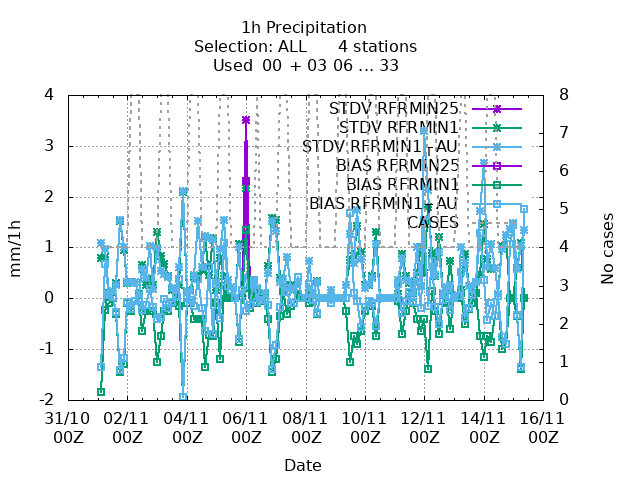 1h Precipitation
Selection: ALL 4 stations
Used 00 + 03 06 ... 33
STDV RFRMIN25
STDV RFRMIN1
STDV RFRMIN1_AU
BIAS RFRMIN25
BIAS RFRMIN1
BIAS RFRMIN1_AU
CASES
4
3
2
1
0
-1
-2
mm/1h
8
7
6
5
4
3
2
1
0
No cases
31/10 02/11 04/11 06/11 08/11 10/11 12/11 14/11 16/11
00Z 00Z 00Z 00Z 00Z 00Z 00Z 00Z 00Z
Date